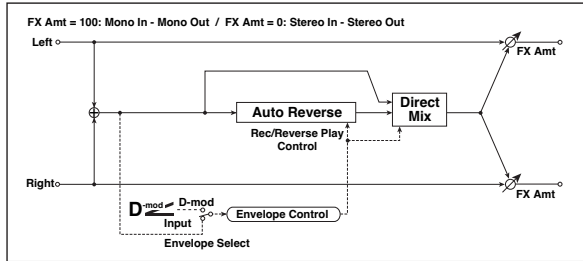 FX Amt = 100: Mono In - Mono Out / FX Amt = 0: Stereo In - Stereo Out
Left
FX Amt
Auto Reverse
Direct
Mix
Rec/Reverse Play
Control
Right
FX Amt
D-mod
D-mod
Input
Envelope Control
Envelope Select